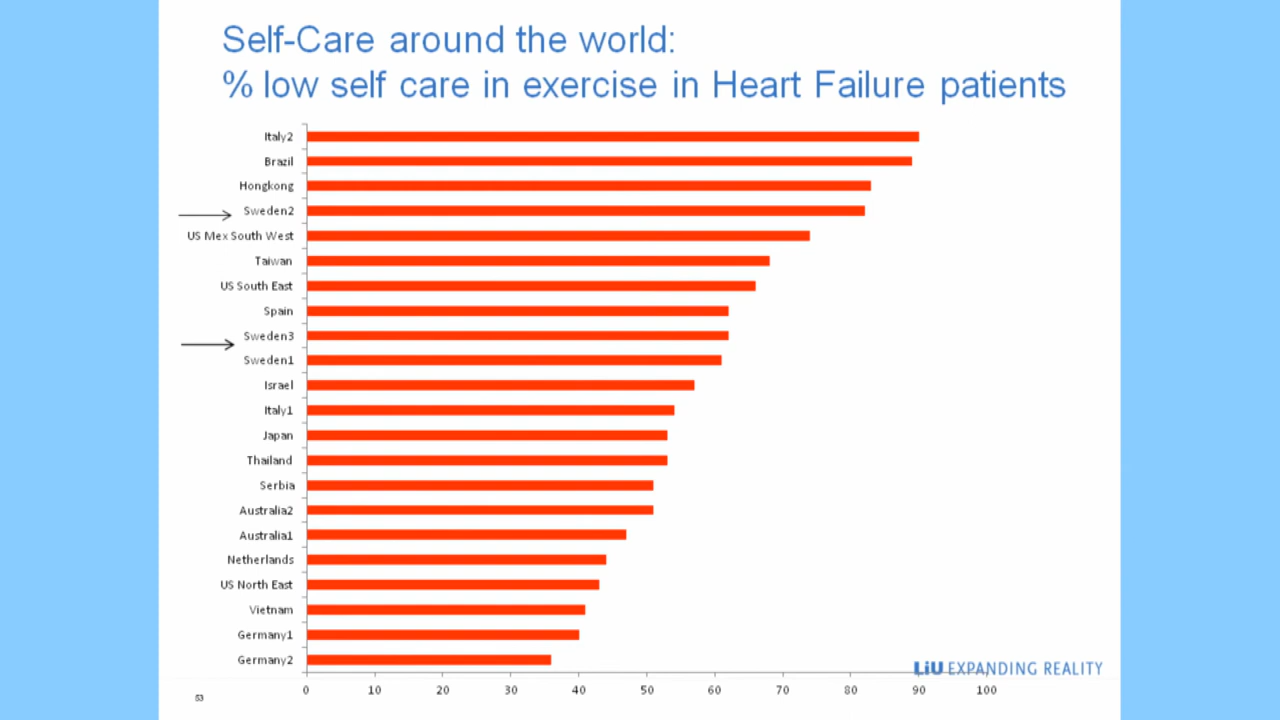 Self-Care around the world:
% low self care in exercise in Heart Failure patients
Italy2
Brazil
Hongkong
Sweden2
US Mex South West
Taiwan
US South East
Spain
Sweden3
Sweden1
Israel
Italy1
Japan
Thailand
Serbia
Australia2
Australia1
Netherlands
US North East
Vietnam
Germany1
Germany2
LiU EXPANDING REALITY
0 10 20 30 40 50 60 70 80 90 100
53